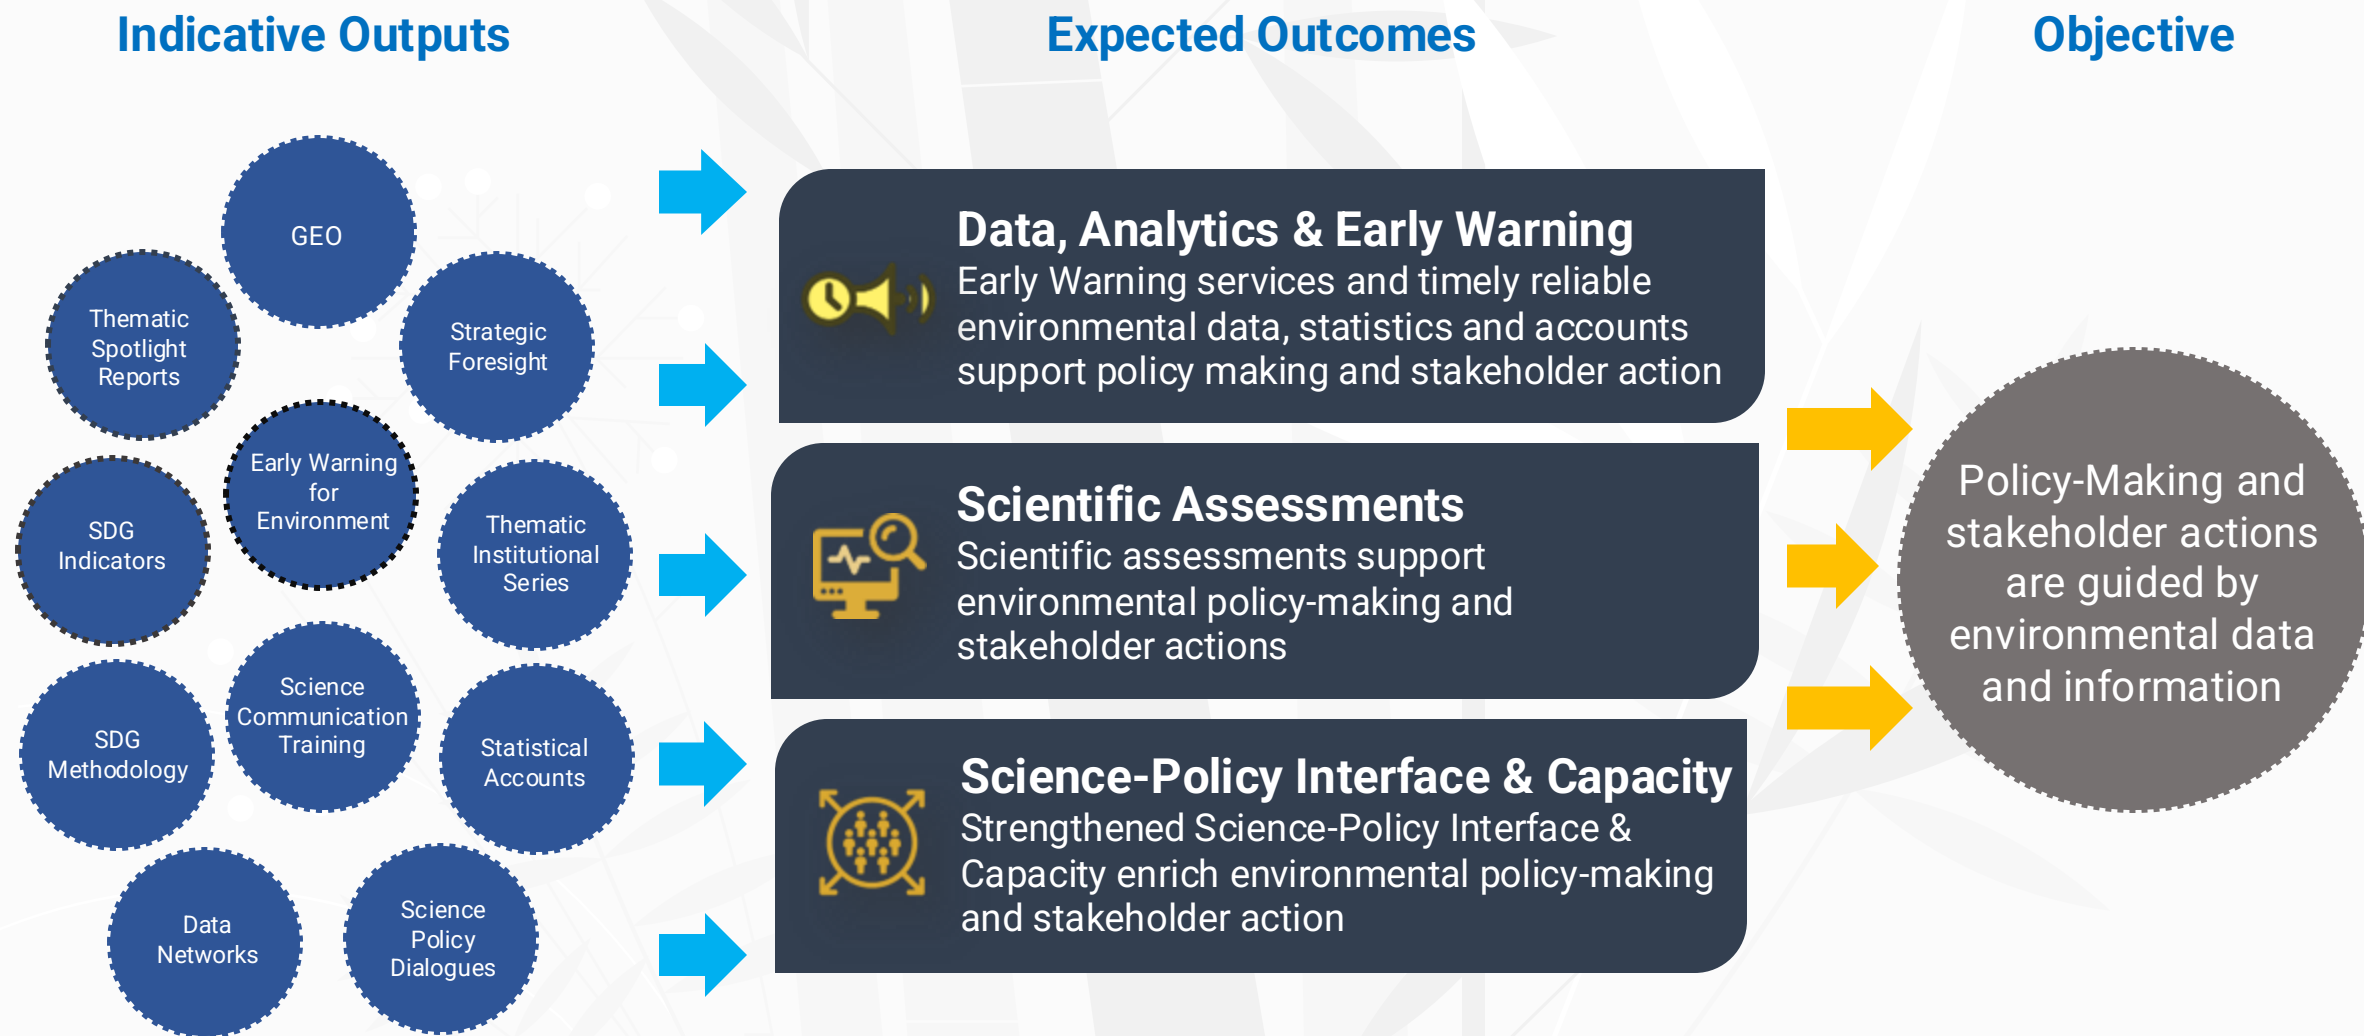 Indicative Outputs
Expected Outcomes
Objective
GEO
Thematic
Spotlight
Reports
Strategic
Foresight
Early Warning
for
Environment
SDG
Indicators
Thematic
Institutional
Series
Science
Communication
Training
SDG
Methodology
Statistical
Accounts
Data
Networks
Science
Policy
Dialogues
Data, Analytics & Early Warning
Early Warning services and timely reliable
environmental data, statistics and accounts
support policy making and stakeholder action
Scientific Assessments
Scientific assessments support
environmental policy-making and
stakeholder actions
Science-Policy Interface & Capacity
Strengthened Science-Policy Interface &
Capacity enrich environmental policy-making
and stakeholder action
Policy-Making and
stakeholder actions
are guided by
environmental data
and information